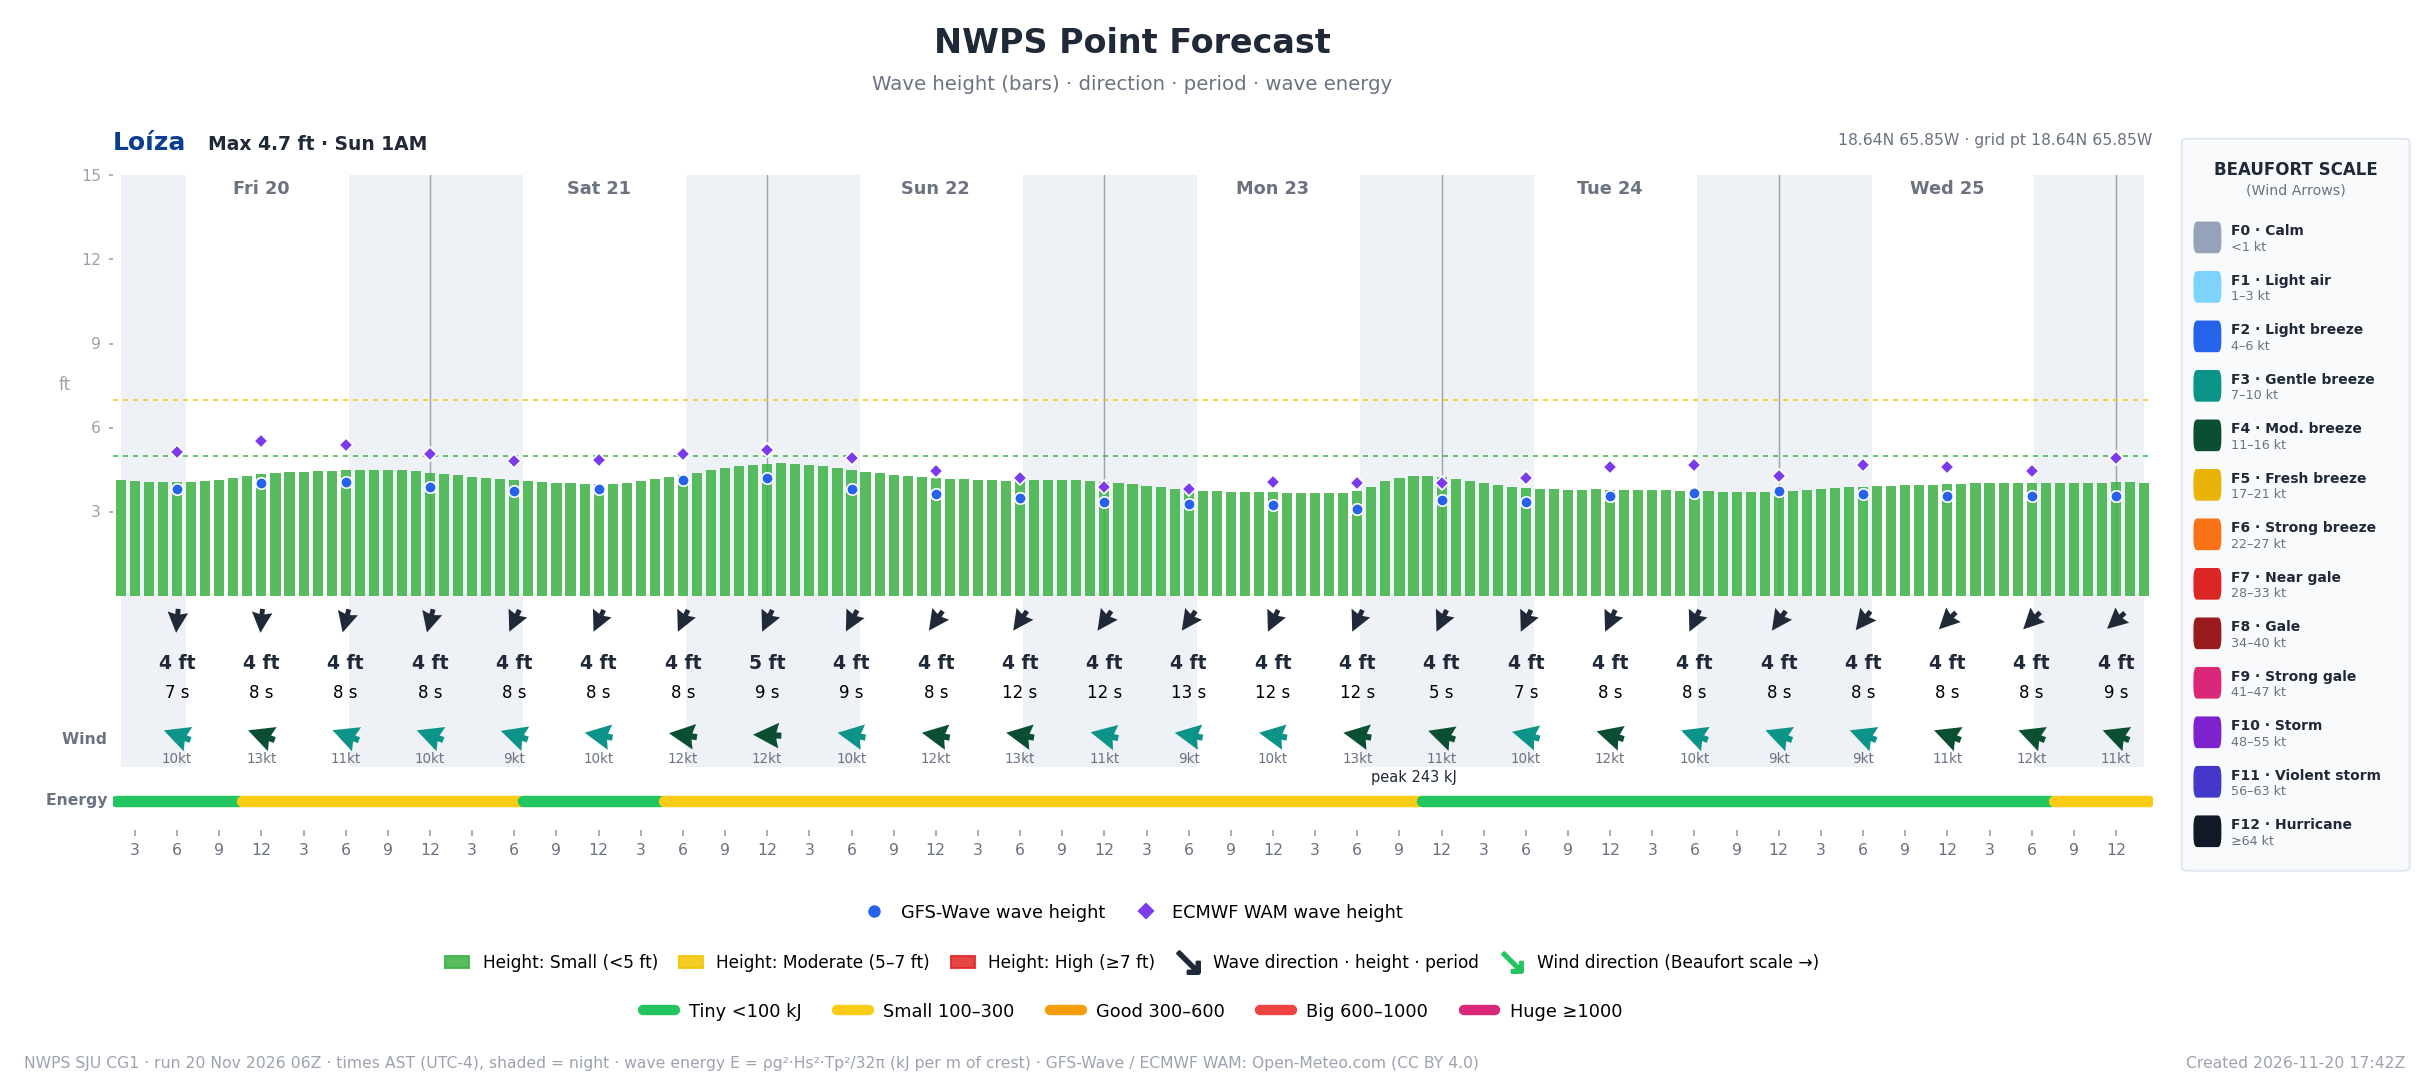 NWPS Point Forecast
Wave height (bars) · direction · period · wave energy
Loíza Max 4.7 ft · Sun 1AM
18.64N 65.85W · grid pt 18.64N 65.85W
Fri 20 Sat 21 Sun 22 Mon 23 Tue 24 Wed 25
15
12
9
ft
6
3
4 ft 4 ft 4 ft 4 ft 4 ft 4 ft 4 ft 5 ft 4 ft 4 ft 4 ft 4 ft 4 ft 4 ft 4 ft 4 ft 4 ft 4 ft 4 ft 4 ft 4 ft 4 ft 4 ft 4 ft
7 s 8 s 8 s 8 s 8 s 8 s 8 s 9 s 9 s 8 s 12 s 12 s 13 s 12 s 12 s 5 s 7 s 8 s 8 s 8 s 8 s 8 s 8 s 9 s
Wind
10kt 13kt 11kt 10kt 9kt 10kt 12kt 12kt 10kt 12kt 13kt 11kt 9kt 10kt 13kt 11kt 10kt 12kt 10kt 9kt 9kt 11kt 12kt 11kt
peak 243 kJ
Energy
3 6 9 12 3 6 9 12 3 6 9 12 3 6 9 12 3 6 9 12 3 6 9 12 3 6 9 12 3 6 9 12 3 6 9 12 3 6 9 12 3 6 9 12 3 6 9 12
BEAUFORT SCALE
(Wind Arrows)
F0 · Calm
<1 kt
F1 · Light air
1–3 kt
F2 · Light breeze
4–6 kt
F3 · Gentle breeze
7–10 kt
F4 · Mod. breeze
11–16 kt
F5 · Fresh breeze
17–21 kt
F6 · Strong breeze
22–27 kt
F7 · Near gale
28–33 kt
F8 · Gale
34–40 kt
F9 · Strong gale
41–47 kt
F10 · Storm
48–55 kt
F11 · Violent storm
56–63 kt
F12 · Hurricane
≥64 kt
GFS-Wave wave height ECMWF WAM wave height
Height: Small (<5 ft) Height: Moderate (5–7 ft) Height: High (≥7 ft) Wave direction · height · period Wind direction (Beaufort scale →)
Tiny <100 kJ Small 100–300 Good 300–600 Big 600–1000 Huge ≥1000
NWPS SJU CG1 · run 20 Nov 2026 06Z · times AST (UTC-4), shaded = night · wave energy E = ρg²·Hs²·Tp²/32π (kJ per m of crest) · GFS-Wave / ECMWF WAM: Open-Meteo.com (CC BY 4.0)
Created 2026-11-20 17:42Z